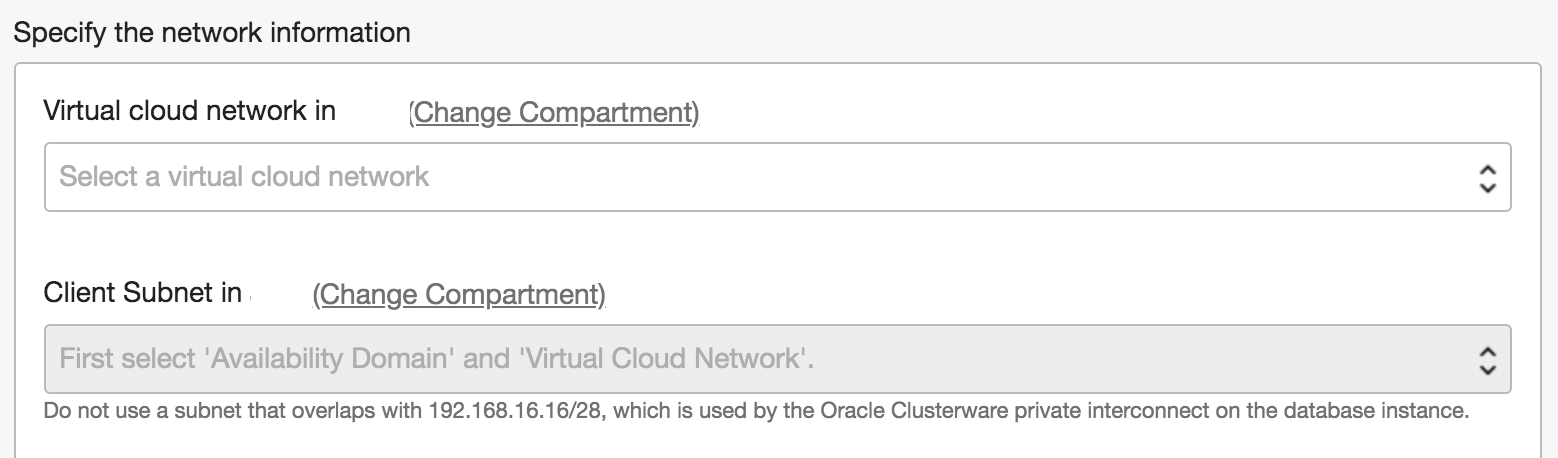 Specify the network information
Virtual cloud network in (Change Compartment)
Select a virtual cloud network
Client Subnet in (Change Compartment)
First select 'Availability Domain' and 'Virtual Cloud Network'.
Do not use a subnet that overlaps with 192.168.16.16/28, which is used by the Oracle Clusterware private interconnect on the database instance.